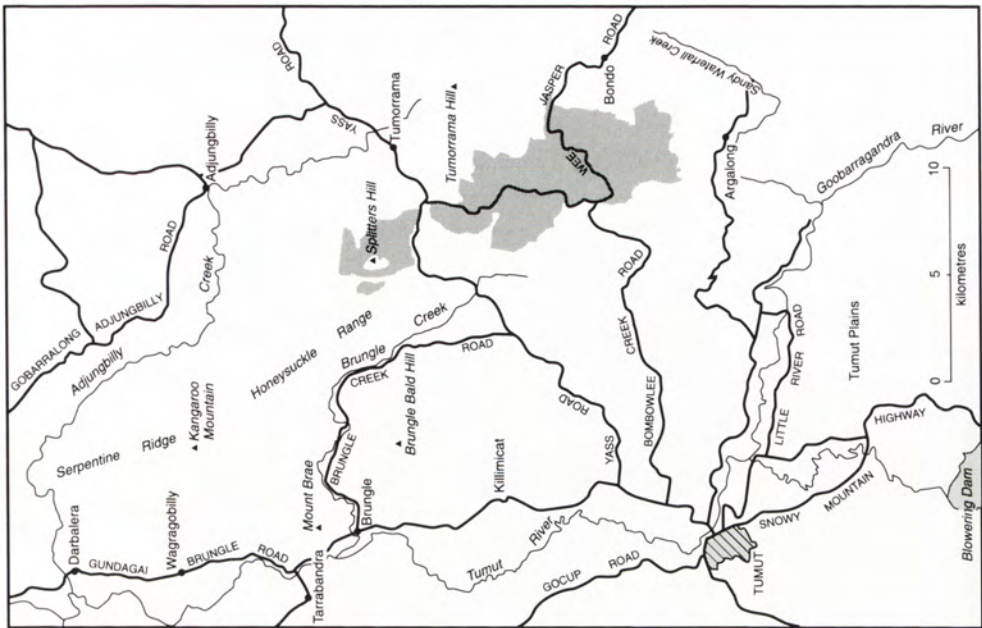 GOBARRALONG
ADJUNGBILLY
ROAD
Adjungbilly
Creek
Adjungbilly
YASS
ROAD
Serpentine Ridge
Kangaroo
Mountain
Darbalera
GUNDAGAI
Wagragobilly
BRUNGLE
ROAD
Tarrabandra
Mount Brae
Brungle
BRUNGLE
CREEK
ROAD
Honeysuckle Range
Brungle Creek
Brungle Bald Hill
Splitters Hill
Tumorrama
Tumorrama Hill
Killimicat
Tumut River
GOCUP ROAD
YASS
ROAD
BOMBOWLEE
CREEK
ROAD
WEE
JASPER
ROAD
Bondo
Sandy Waterfall Creek
Argalong
Goobarragandra River
TUMUT
LITTLE
RIVER
ROAD
Tumut Plains
SNOWY
MOUNTAIN
HIGHWAY
Blowering Dam
0 5 10
kilometres